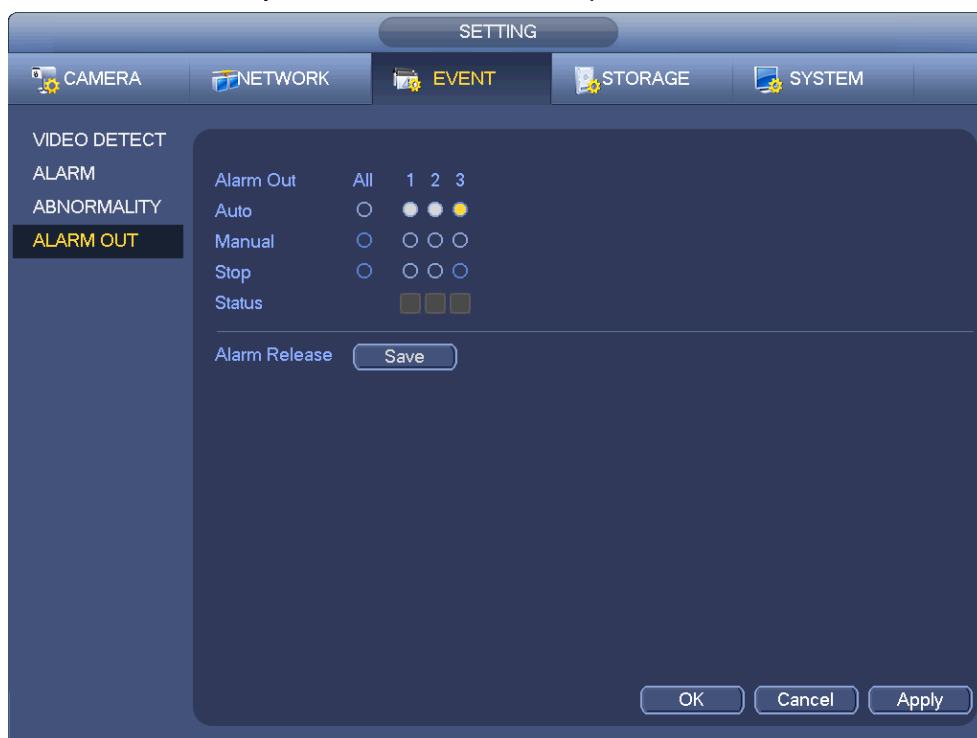 SETTING
CAMERA NETWORK EVENT STORAGE SYSTEM
VIDEO DETECT
ALARM
ABNORMALITY
ALARM OUT
Alarm Out All 1 2 3
Auto
Manual
Stop
Status
Alarm Release Save
OK Cancel Apply